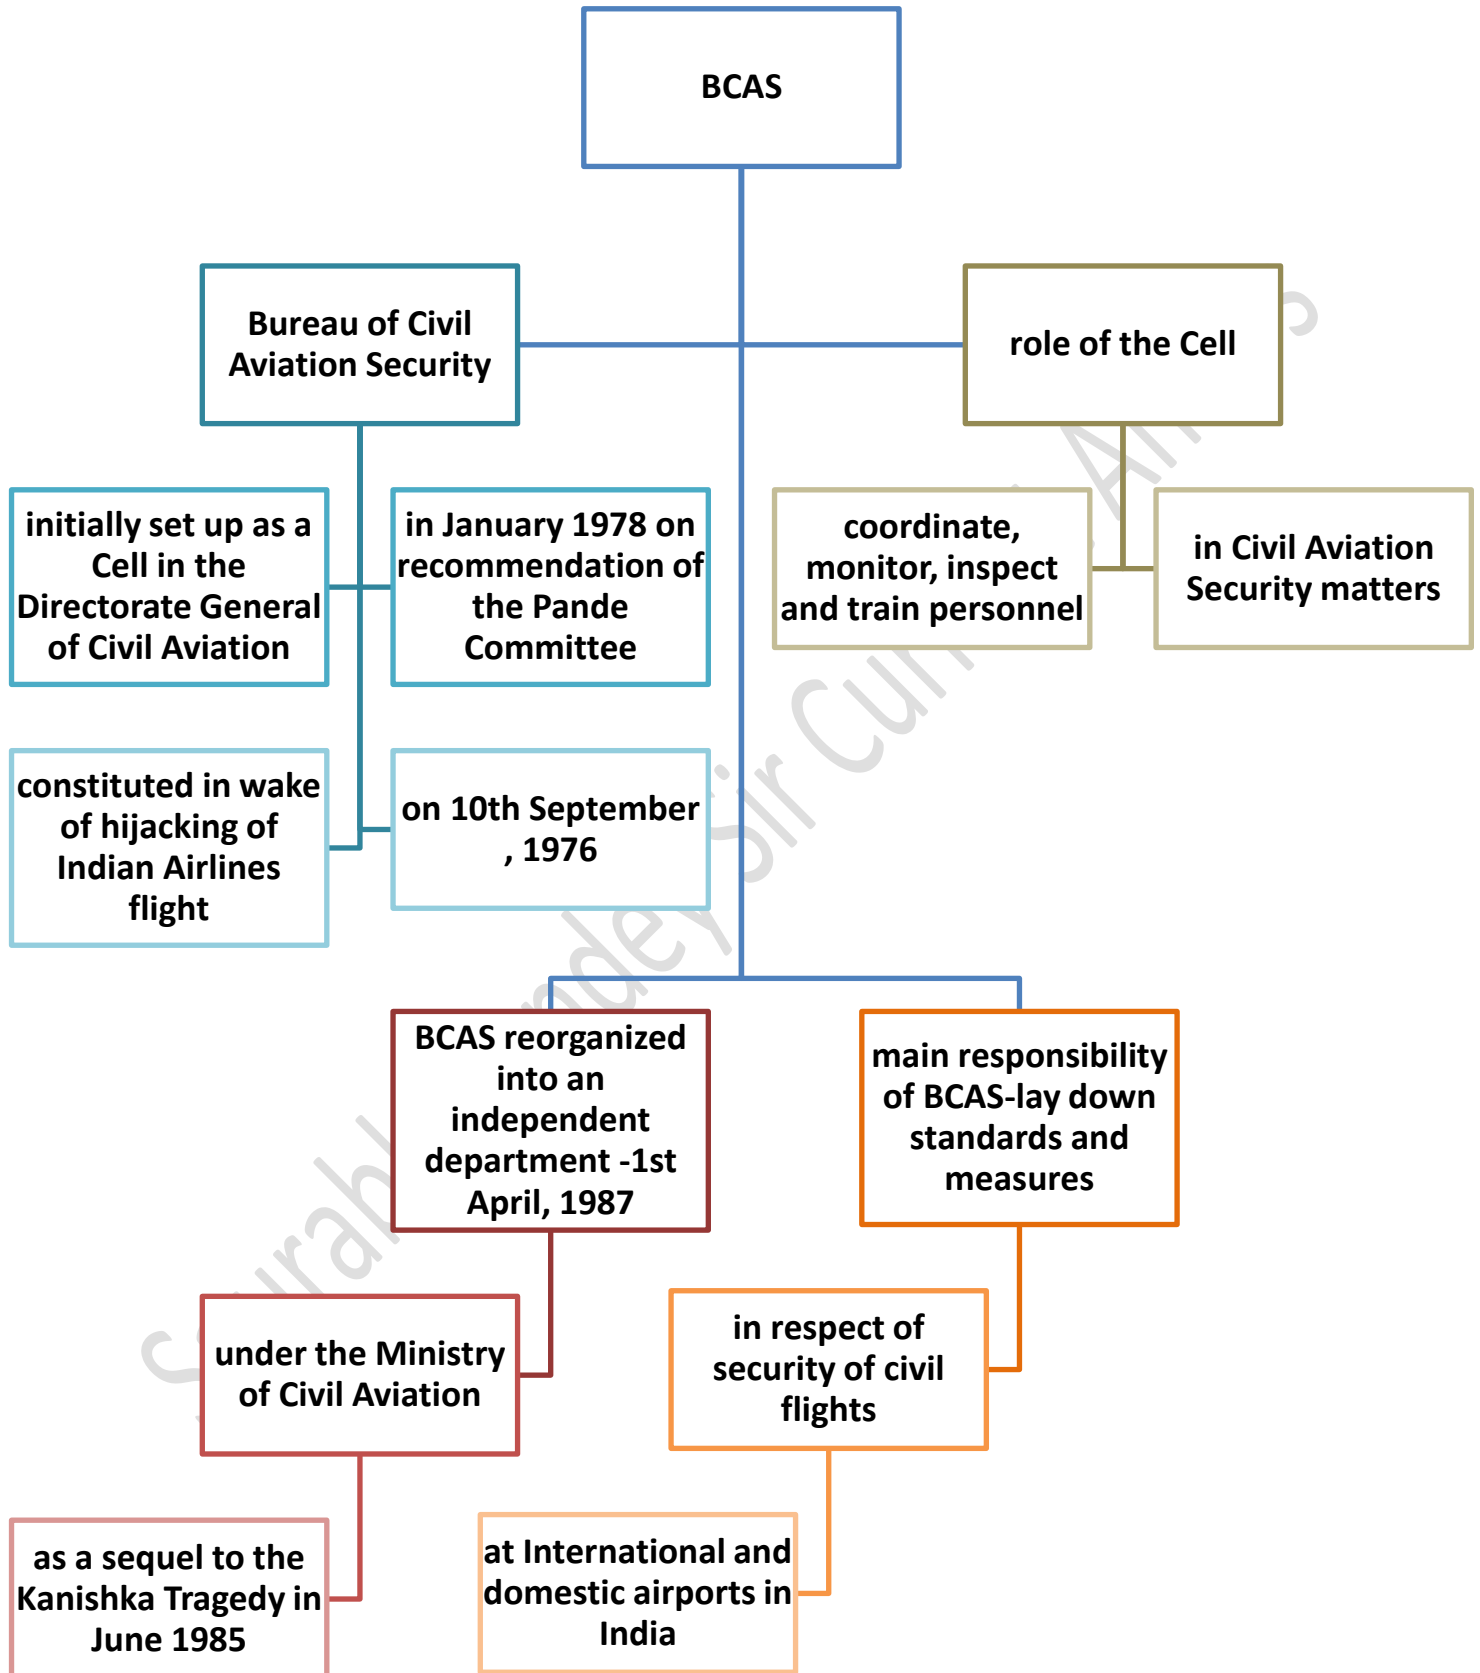 BCAS
Bureau of Civil
Aviation Security
role of the Cell
initially set up as a
Cell in the
Directorate General
of Civil Aviation
in January 1978 on
recommendation of
the Pande
Committee
coordinate,
monitor, inspect
and train personnel
in Civil Aviation
Security matters
constituted in wake
of hijacking of
Indian Airlines
flight
on 10th September
, 1976
BCAS reorganized
into an
independent
department -1st
April, 1987
main responsibility
of BCAS-lay down
standards and
measures
under the Ministry
of Civil Aviation
in respect of
security of civil
flights
as a sequel to the
Kanishka Tragedy in
June 1985
at International and
domestic airports in
India